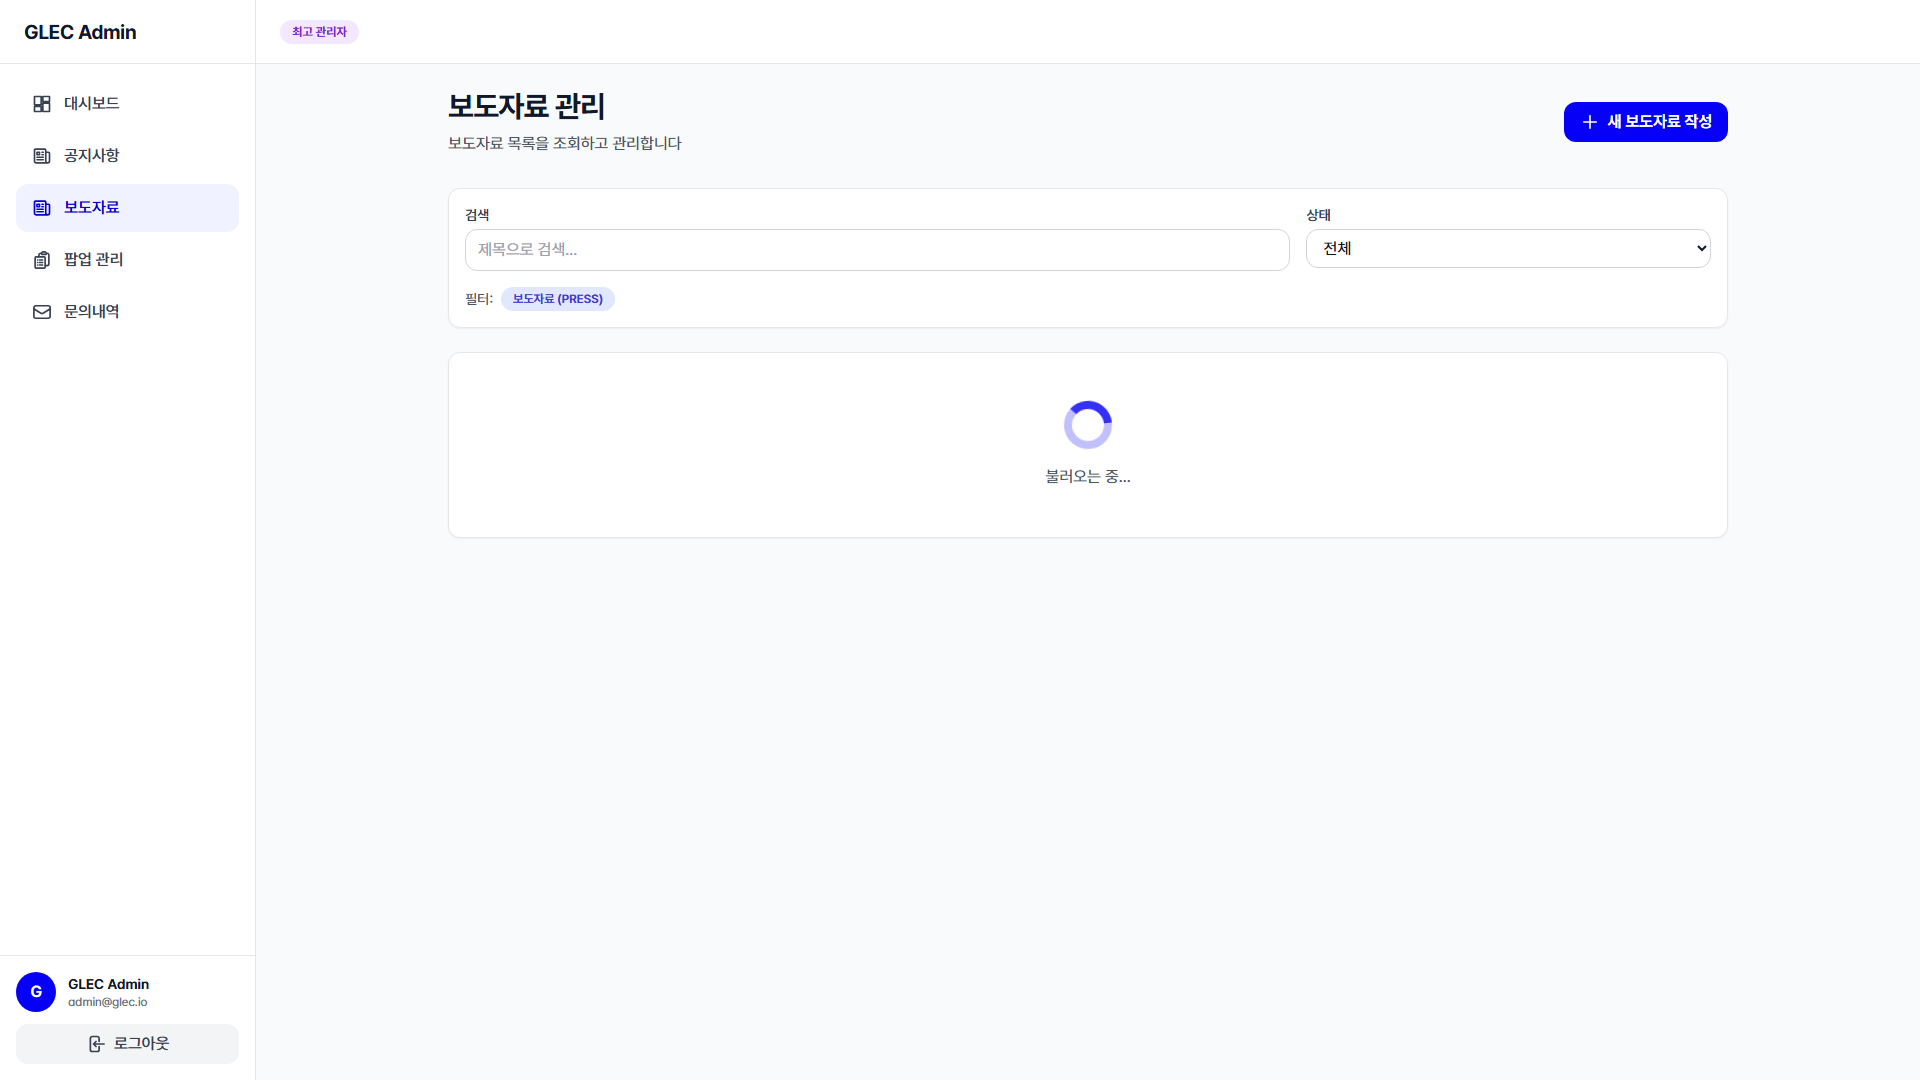 GLEC Admin
최고 관리자
대시보드
공지사항
보도자료
팝업 관리
문의내역
보도자료 관리
보도자료 목록을 조회하고 관리합니다
새 보도자료 작성
검색
제목으로 검색...
상태
전체
필터:
보도자료 (PRESS)
불러오는 중...
G
GLEC Admin
admin@glec.io
로그아웃